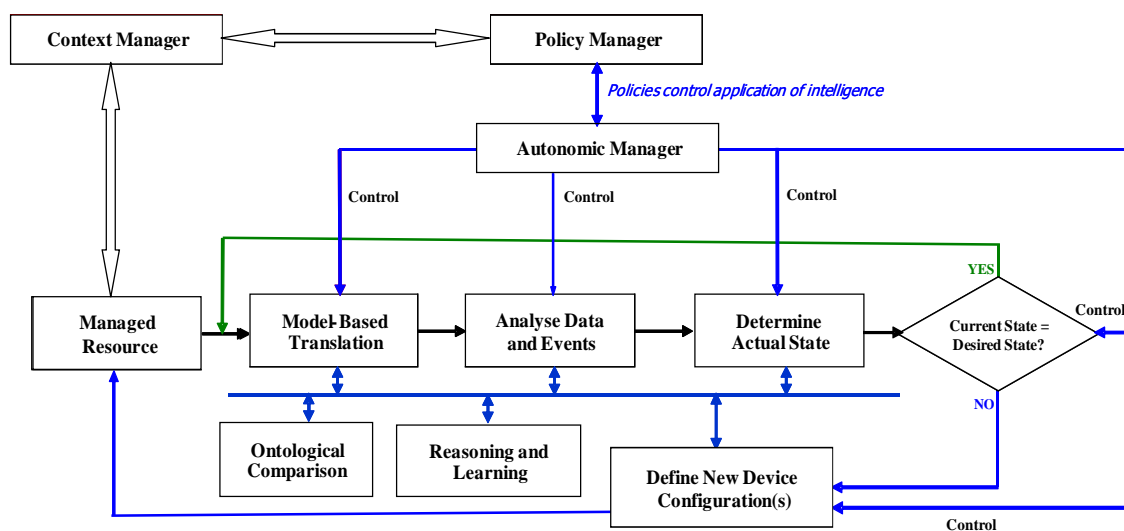 Context Manager
Policy Manager
Policies control application of intelligence
Autonomic Manager
Control
Control
Control
YES
Managed
Resource
Model-Based
Translation
Analyse Data
and Events
Determine
Actual State
Current State =
Desired State?
Control
NO
Ontological
Comparison
Reasoning and
Learning
Define New Device
Configuration(s)
Control